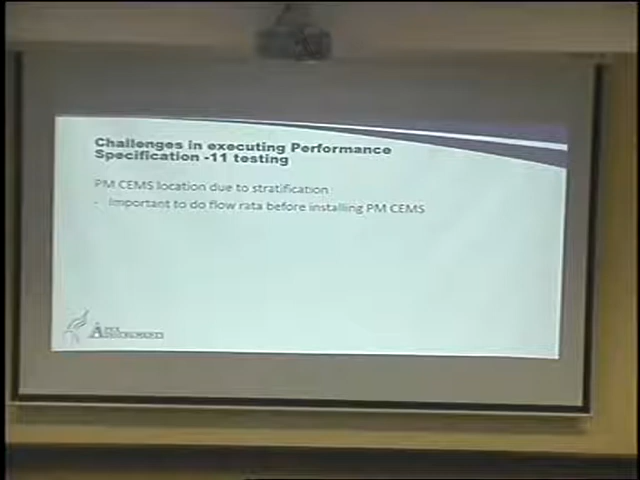 Challenges in executing Performance
Specification -11 testing
PM CEMS location due to stratification
- Important to do flow rata before installing PM CEMS